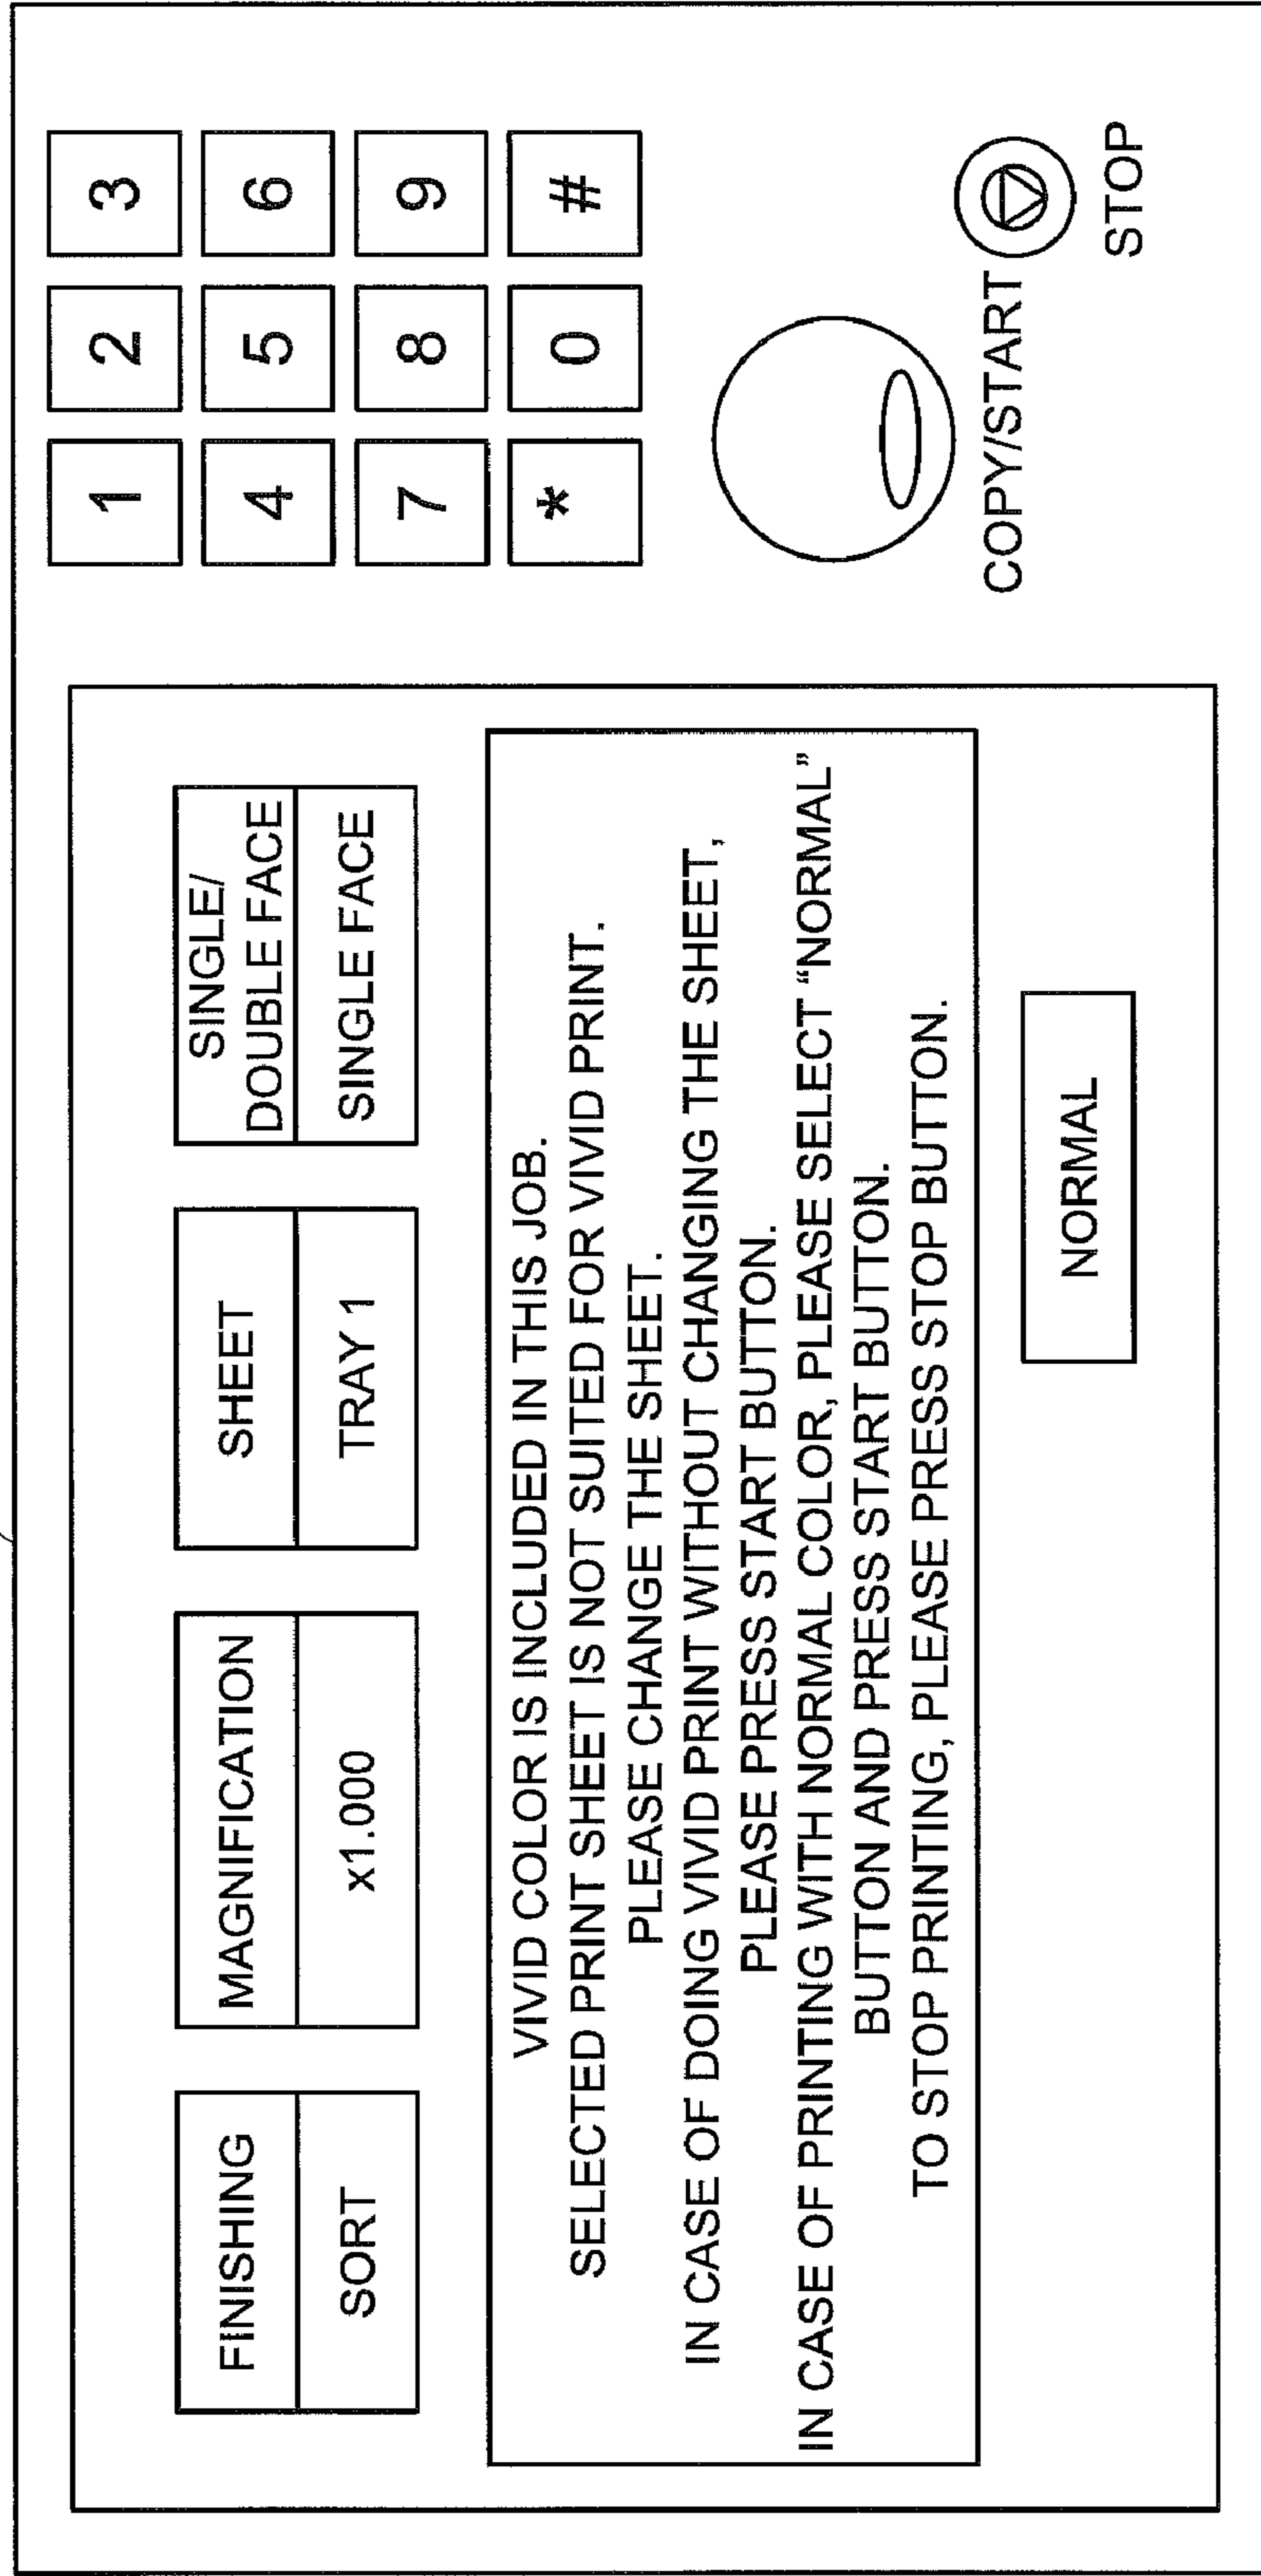 FINISHING
SORT
MAGNIFICATION
x1.000
SHEET
TRAY 1
SINGLE/
DOUBLE FACE
SINGLE FACE
VIVID COLOR IS INCLUDED IN THIS JOB.
SELECTED PRINT SHEET IS NOT SUITED FOR VIVID PRINT.
PLEASE CHANGE THE SHEET.
IN CASE OF DOING VIVID PRINT WITHOUT CHANGING THE SHEET,
PLEASE PRESS START BUTTON.
IN CASE OF PRINTING WITH NORMAL COLOR, PLEASE SELECT “NORMAL”
BUTTON AND PRESS START BUTTON.
TO STOP PRINTING, PLEASE PRESS STOP BUTTON.
NORMAL
1 2 3
4 5 6
7 8 9
* 0 #
COPY/START
STOP